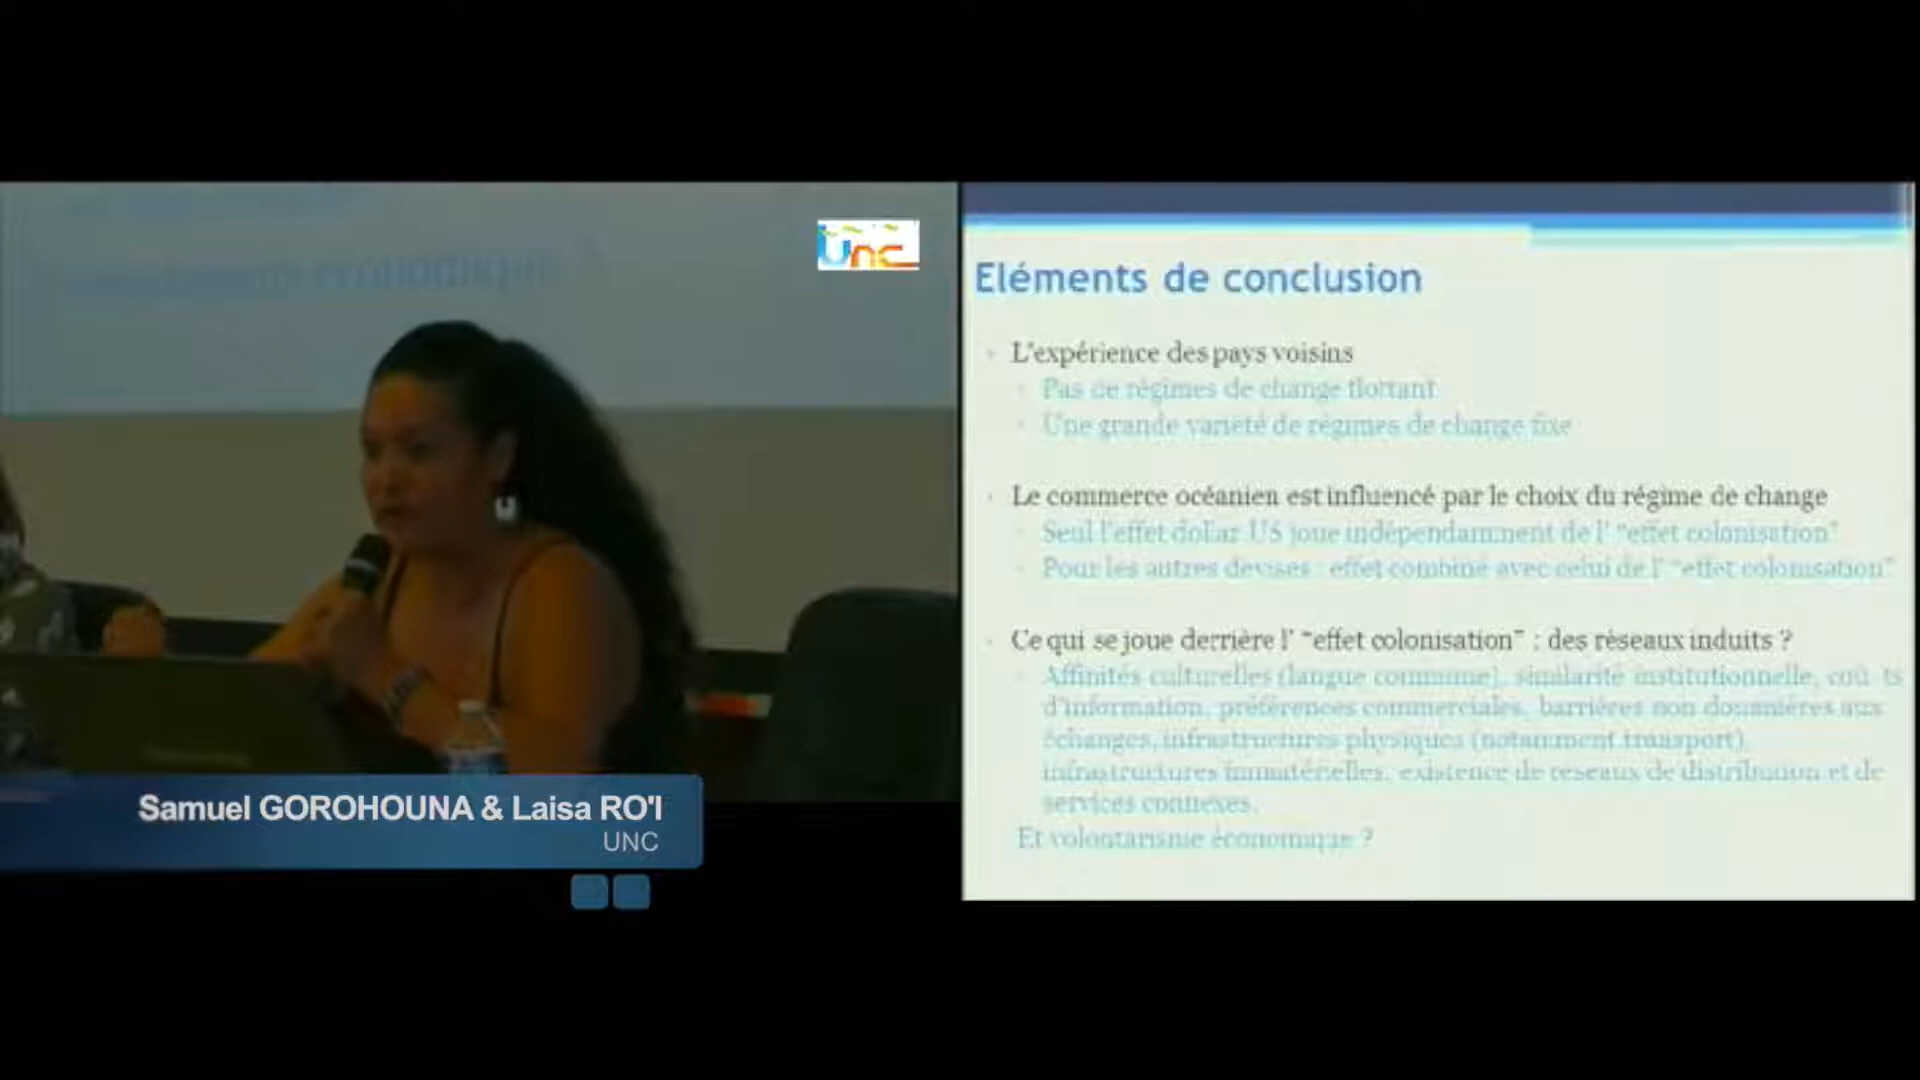 unc
Eléments de conclusion
L'expérience des pays voisins
Pas de régimes de change flottant
Une grande variété de régimes de change fixe
Le commerce océanien est influencé par le choix du régime de change
Seul l'effet dollar US joue indépendamment de l' "effet colonisation"
Pour les autres devises : effet combiné avec celui de l' "effet colonisation"
Ce qui se joue derrière l' "effet colonisation" : des réseaux induits ?
Affinités culturelles (langue commune), similarité institutionnelle, coû ts
d'information, préférences commerciales, barrières non douanières aux
échanges, infrastructures physiques (notamment transport),
infrastructures immatérielles, existence de réseaux de distribution et de
services connexes.
Et volontarisme économique ?
Samuel GOROHOUNA & Laisa RO'I
UNC